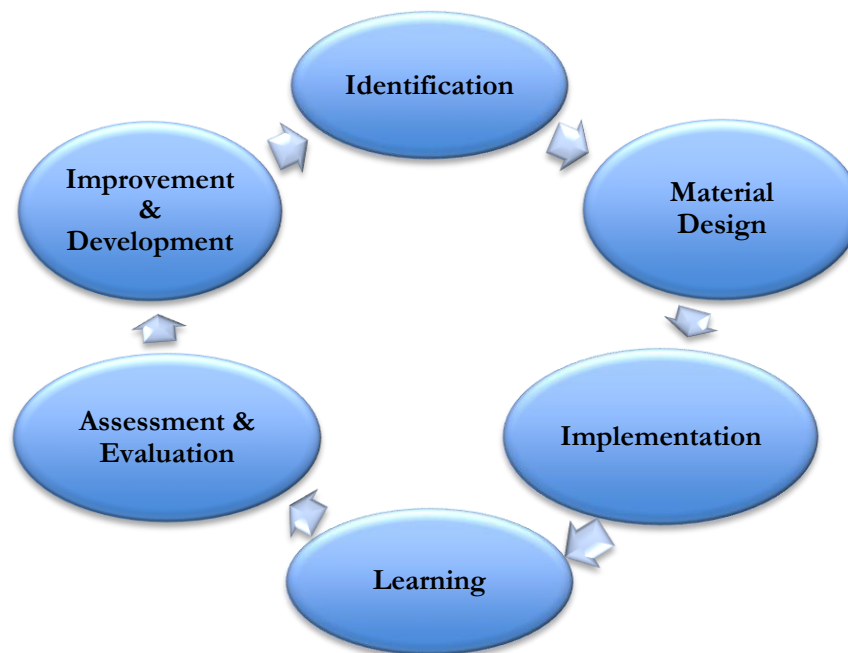 Identification
Material
Design
Implementation
Learning
Assessment &
Evaluation
Improvement
&
Development